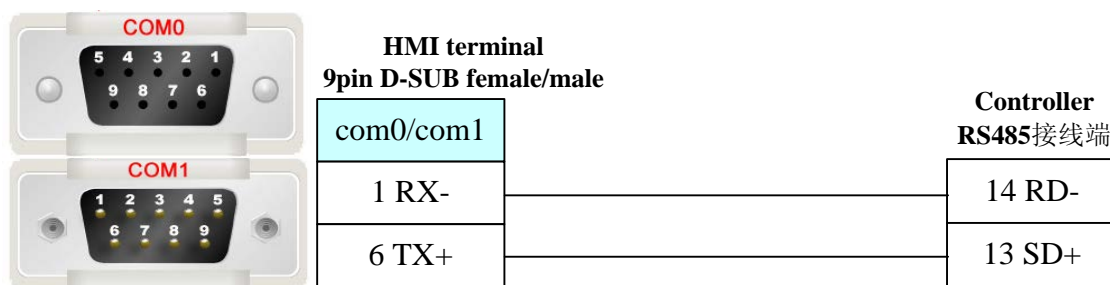 COM0
5 4 3 2 1
9 8 7 6
COM1
1 2 3 4 5
6 7 8 9
HMI terminal
9pin D-SUB female/male
com0/com1
1 RX-
6 TX+
Controller
RS485接线端
14 RD-
13 SD+